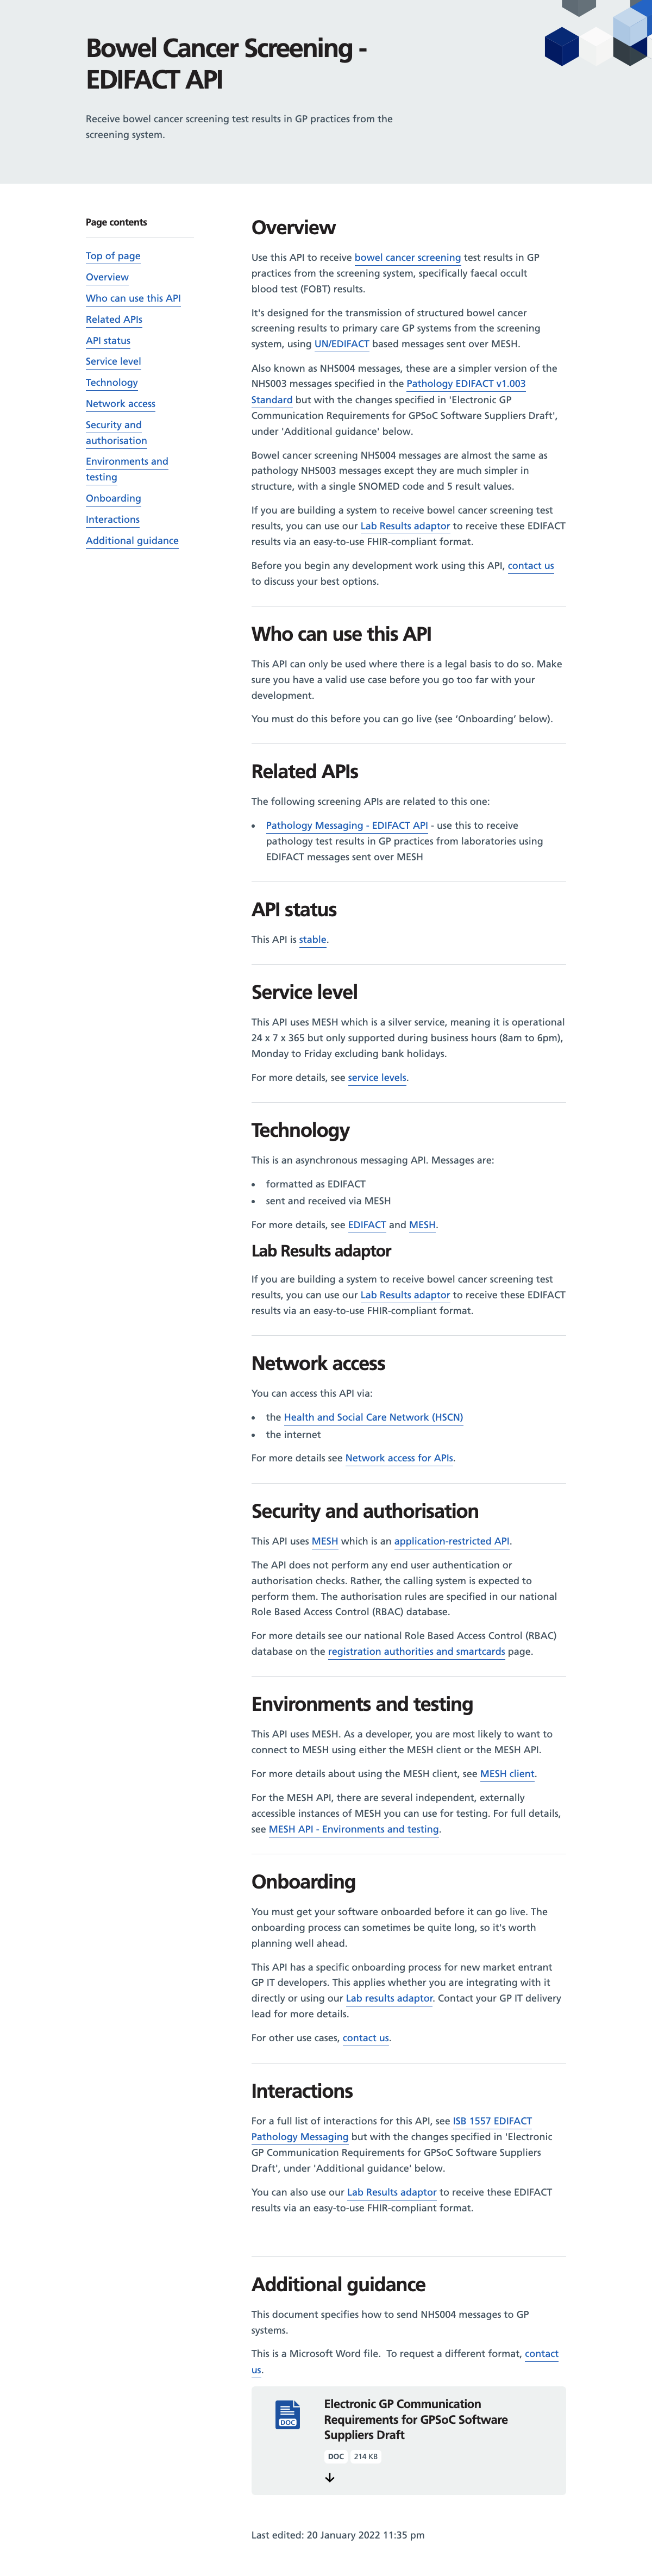 Bowel Cancer Screening -
EDIFACT API
Receive bowel cancer screening test results in GP practices from the
screening system.
Page contents
Top of page
Overview
Who can use this API
Related APIs
API status
Service level
Technology
Network access
Security and
authorisation
Environments and
testing
Onboarding
Interactions
Additional guidance
Overview
Use this API to receive bowel cancer screening test results in GP
practices from the screening system, specifically faecal occult
blood test (FOBT) results.
It's designed for the transmission of structured bowel cancer
screening results to primary care GP systems from the screening
system, using UN/EDIFACT based messages sent over MESH.
Also known as NHS004 messages, these are a simpler version of the
NHS003 messages specified in the Pathology EDIFACT v1.003
Standard but with the changes specified in 'Electronic GP
Communication Requirements for GPSoC Software Suppliers Draft',
under 'Additional guidance' below.
Bowel cancer screening NHS004 messages are almost the same as
pathology NHS003 messages except they are much simpler in
structure, with a single SNOMED code and 5 result values.
If you are building a system to receive bowel cancer screening test
results, you can use our Lab Results adaptor to receive these EDIFACT
results via an easy-to-use FHIR-compliant format.
Before you begin any development work using this API, contact us
to discuss your best options.
Who can use this API
This API can only be used where there is a legal basis to do so. Make
sure you have a valid use case before you go too far with your
development.
You must do this before you can go live (see ‘Onboarding’ below).
Related APIs
The following screening APIs are related to this one:
• Pathology Messaging - EDIFACT API - use this to receive
pathology test results in GP practices from laboratories using
EDIFACT messages sent over MESH
API status
This API is stable.
Service level
This API uses MESH which is a silver service, meaning it is operational
24 x 7 x 365 but only supported during business hours (8am to 6pm),
Monday to Friday excluding bank holidays.
For more details, see service levels.
Technology
This is an asynchronous messaging API. Messages are:
• formatted as EDIFACT
• sent and received via MESH
For more details, see EDIFACT and MESH.
Lab Results adaptor
If you are building a system to receive bowel cancer screening test
results, you can use our Lab Results adaptor to receive these EDIFACT
results via an easy-to-use FHIR-compliant format.
Network access
You can access this API via:
• the Health and Social Care Network (HSCN)
• the internet
For more details see Network access for APIs.
Security and authorisation
This API uses MESH which is an application-restricted API.
The API does not perform any end user authentication or
authorisation checks. Rather, the calling system is expected to
perform them. The authorisation rules are specified in our national
Role Based Access Control (RBAC) database.
For more details see our national Role Based Access Control (RBAC)
database on the registration authorities and smartcards page.
Environments and testing
This API uses MESH. As a developer, you are most likely to want to
connect to MESH using either the MESH client or the MESH API.
For more details about using the MESH client, see MESH client.
For the MESH API, there are several independent, externally
accessible instances of MESH you can use for testing. For full details,
see MESH API - Environments and testing.
Onboarding
You must get your software onboarded before it can go live. The
onboarding process can sometimes be quite long, so it's worth
planning well ahead.
This API has a specific onboarding process for new market entrant
GP IT developers. This applies whether you are integrating with it
directly or using our Lab results adaptor. Contact your GP IT delivery
lead for more details.
For other use cases, contact us.
Interactions
For a full list of interactions for this API, see ISB 1557 EDIFACT
Pathology Messaging but with the changes specified in 'Electronic
GP Communication Requirements for GPSoC Software Suppliers
Draft', under 'Additional guidance' below.
You can also use our Lab Results adaptor to receive these EDIFACT
results via an easy-to-use FHIR-compliant format.
Additional guidance
This document specifies how to send NHS004 messages to GP
systems.
This is a Microsoft Word file.  To request a different format, contact
us.
DOC
Electronic GP Communication
Requirements for GPSoC Software
Suppliers Draft
DOC 214 KB
Last edited: 20 January 2022 11:35 pm